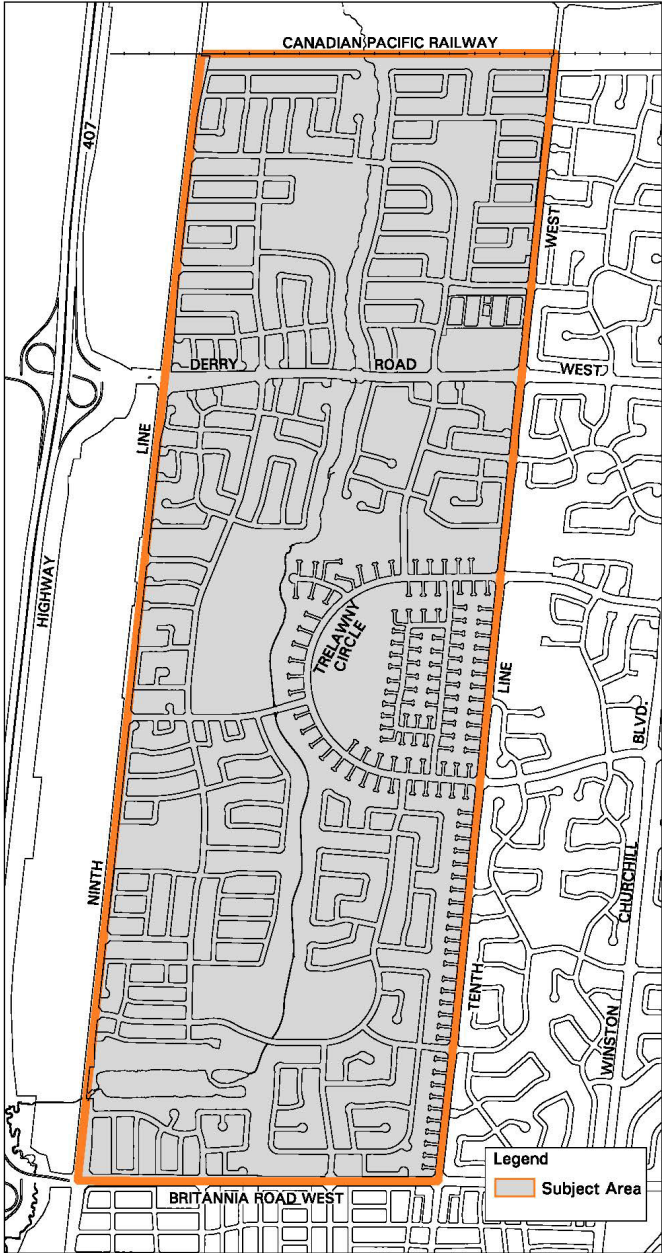 CANADIAN PACIFIC RAILWAY
407
WEST
DERRY ROAD WEST
LINE
HIGHWAY
TRELAWNY
CIRCLE
LINE
BLVD.
NINTH
CHURCHILL
TENTH
WINSTON
Legend
Subject Area
BRITANNIA ROAD WEST